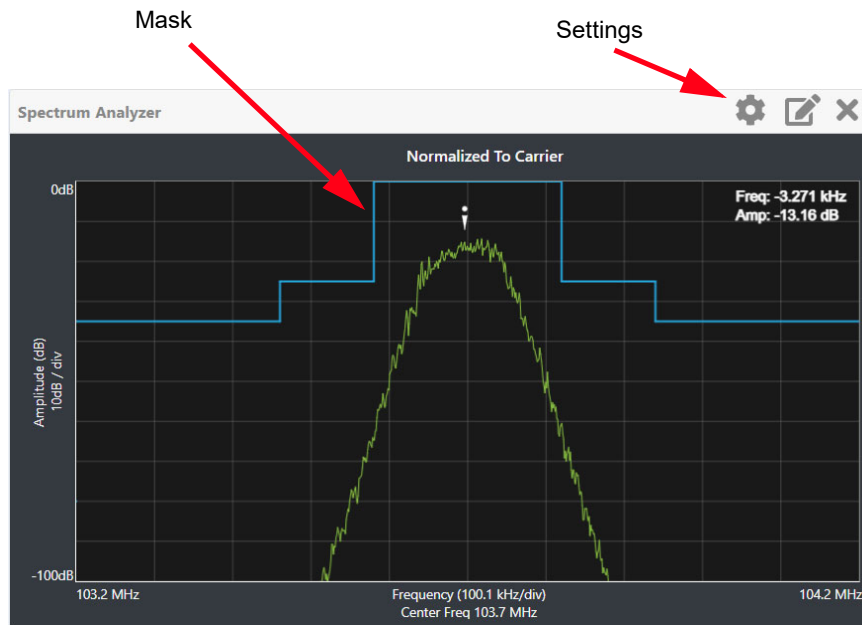 Mask
Settings
Spectrum Analyzer
Normalized To Carrier
0dB
Freq: -3.271 kHz
Amp: -13.16 dB
Amplitude (dB)
10dB / div
-100dB
103.2 MHz
Frequency (100.1 kHz/div)
104.2 MHz
Center Freq 103.7 MHz